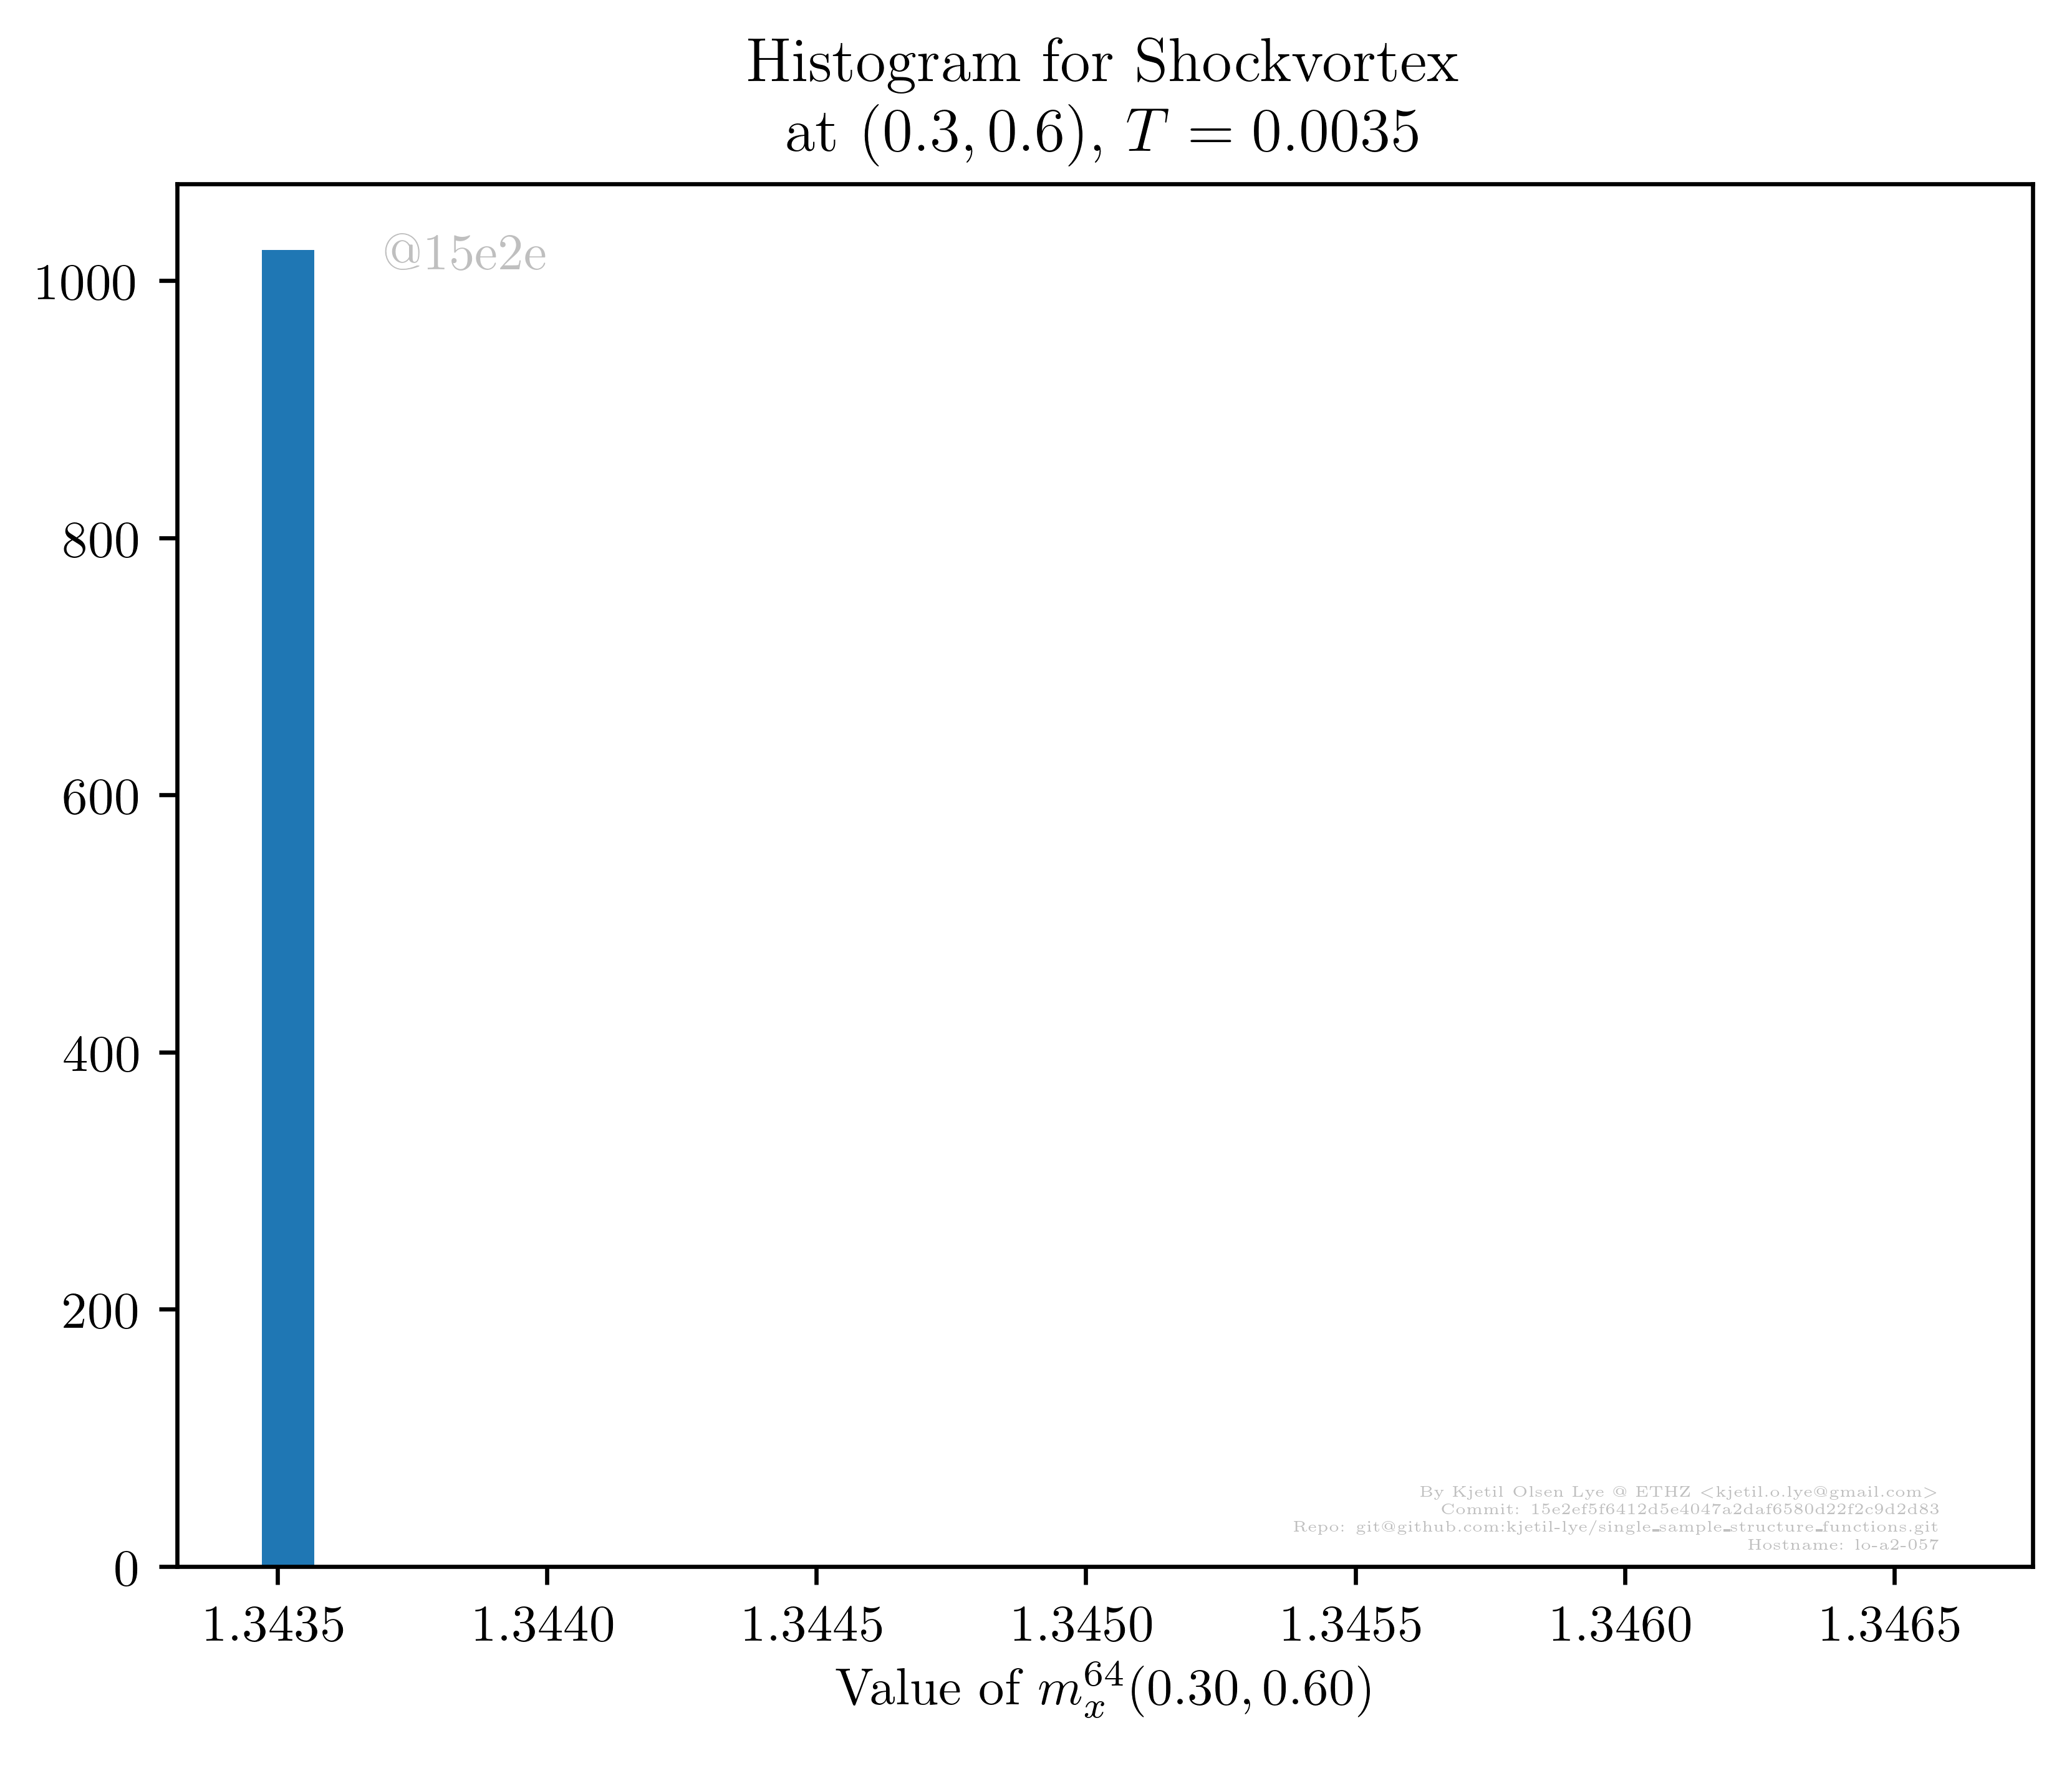 Histogram for Shockvortex
at (0.3, 0.6), T = 0.0035
@15e2e
1000
800
600
400
200
0
By Kjetil Olsen Lye @ ETHZ <kjetil.o.lye@gmail.com>
Commit: 15e2ef5f6412d5e4047a2daf6580d22f2c9d2d83
Repo: git@github.com:kjetil-lye/single_sample_structure_functions.git
Hostname: lo-a2-057
1.3435 1.3440 1.3445 1.3450 1.3455 1.3460 1.3465
Value of m_x^{64}(0.30, 0.60)